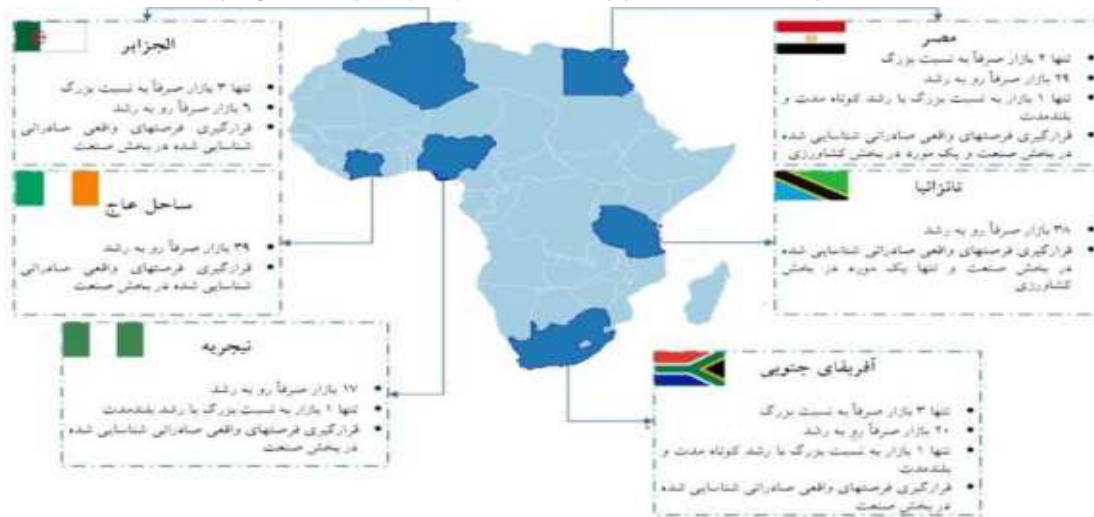 مصر
تنها ۲ بازار صرفاً به نسبت بزرگ
۲۹ بازار صرفاً رو به رشد
تنها ۱ بازار به نسبت بزرگ با رشد کوتاه مدت و
بلندمدت
قرارگیری فرصتهای واقعی صادراتی شناسایی شده
در بخش صنعت و یک مورد در بخش کشاورزی
الجزایر
تنها ۳ بازار صرفاً به نسبت بزرگ
۶ بازار صرفاً رو به رشد
قرارگیری فرصتهای واقعی صادراتی
شناسایی شده در بخش صنعت
تانزانیا
۳۸ بازار صرفاً رو به رشد
قرارگیری فرصتهای واقعی صادراتی شناسایی شده
در بخش صنعت و تنها یک مورد در بخش
کشاورزی
ساحل عاج
۳۹ بازار صرفاً رو به رشد
قرارگیری فرصتهای واقعی صادراتی
شناسایی شده در بخش صنعت
نیجریه
۱۷ بازار صرفاً رو به رشد
تنها ۱ بازار به نسبت بزرگ با رشد بلندمدت
قرارگیری فرصتهای واقعی صادراتی شناسایی شده
در بخش صنعت
آفریقای جنوبی
تنها ۳ بازار صرفاً به نسبت بزرگ
۲۰ بازار صرفاً رو به رشد
تنها ۱ بازار به نسبت بزرگ با رشد کوتاه مدت و
بلندمدت
قرارگیری فرصتهای واقعی صادراتی شناسایی شده
در بخش صنعت